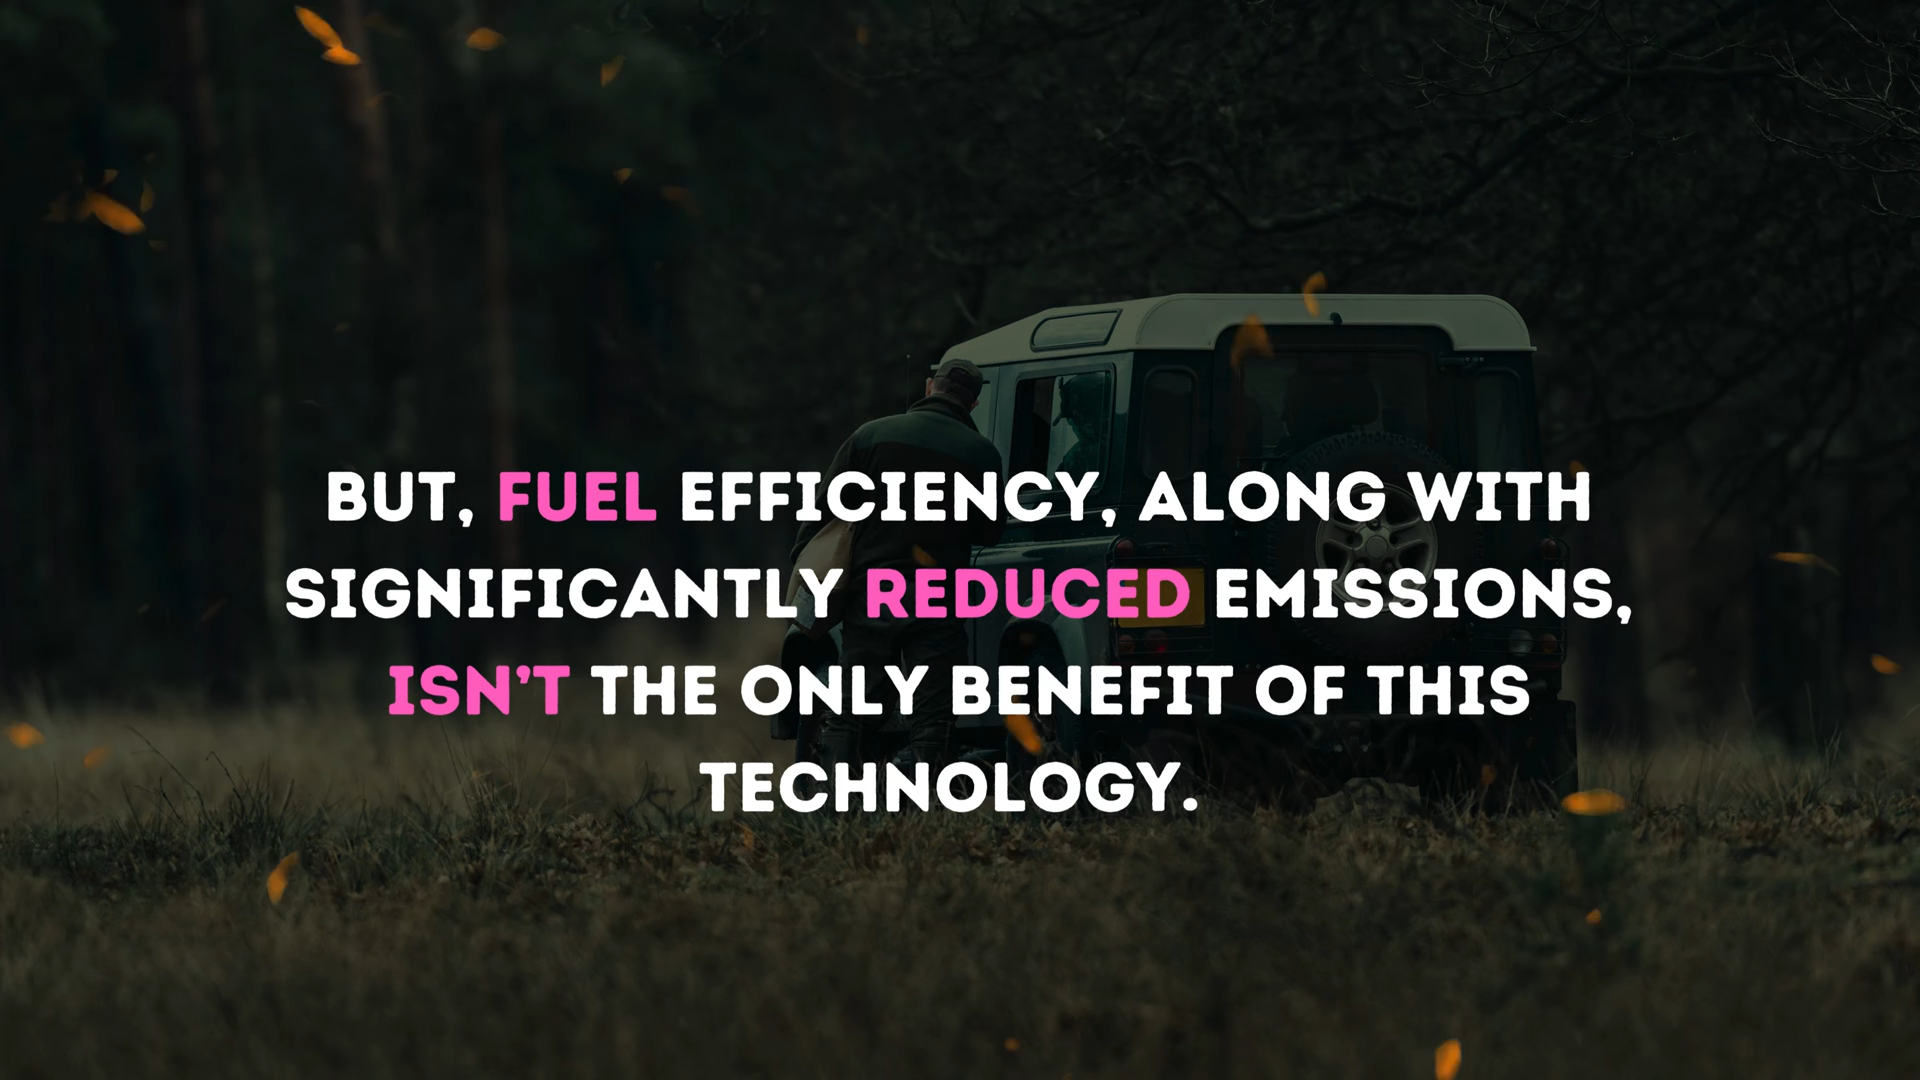 BUT, FUEL EFFICIENCY, ALONG WITH
SIGNIFICANTLY REDUCED EMISSIONS,
ISN'T THE ONLY BENEFIT OF THIS
TECHNOLOGY.